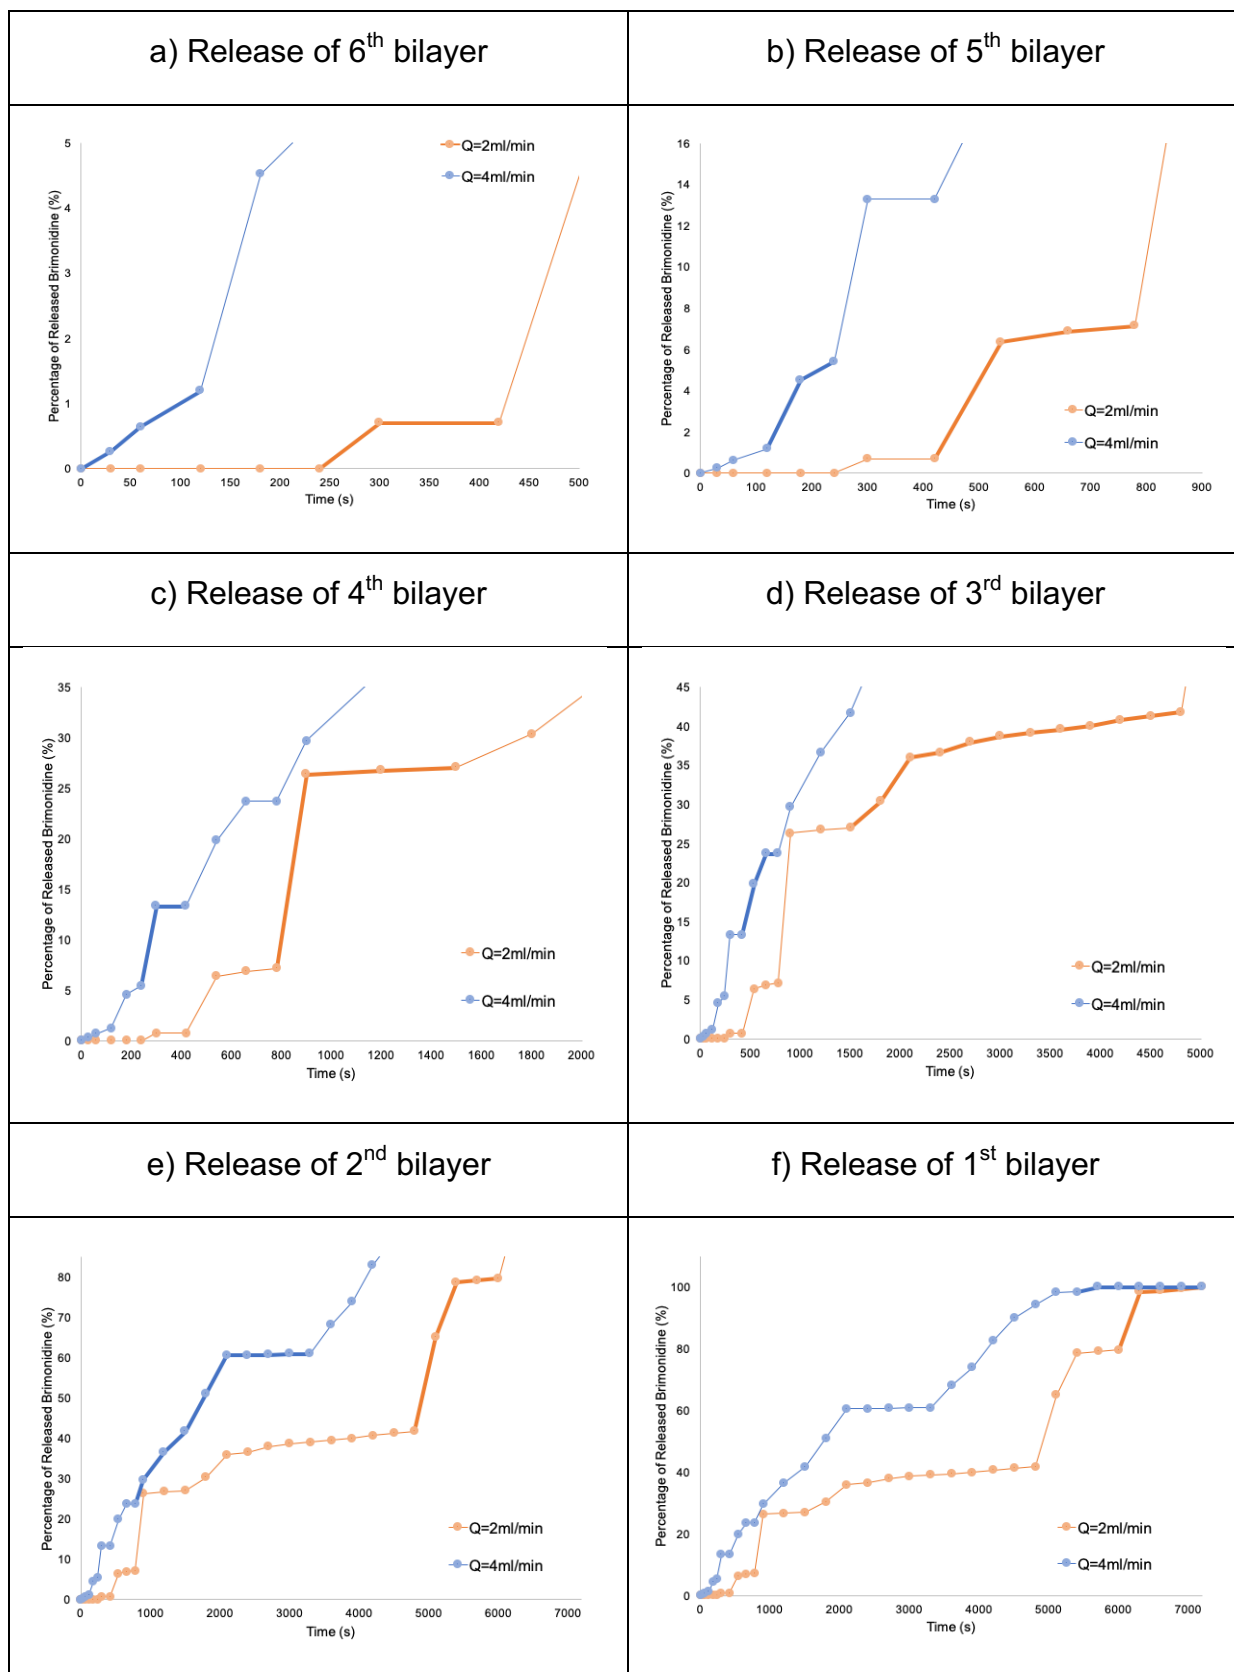 a) Release of 6th bilayer
b) Release of 5th bilayer
Percentage of Released Brimonidine (%)
5
4
3
2
1
0
0 50 100 150 200 250 300 350 400 450 500
Time (s)
Q=2ml/min
Q=4ml/min
Percentage of Released Brimonidine (%)
16
14
12
10
8
6
4
2
0
0 100 200 300 400 500 600 700 800 900
Time (s)
Q=2ml/min
Q=4ml/min
c) Release of 4th bilayer
d) Release of 3rd bilayer
Percentage of Released Brimonidine (%)
35
30
25
20
15
10
5
0
0 200 400 600 800 1000 1200 1400 1600 1800 2000
Time (s)
Q=2ml/min
Q=4ml/min
Percentage of Released Brimonidine (%)
45
40
35
30
25
20
15
10
5
0
0 500 1000 1500 2000 2500 3000 3500 4000 4500 5000
Time (s)
Q=2ml/min
Q=4ml/min
e) Release of 2nd bilayer
f) Release of 1st bilayer
Percentage of Released Brimonidine (%)
80
70
60
50
40
30
20
10
0
0 1000 2000 3000 4000 5000 6000 7000
Time (s)
Q=2ml/min
Q=4ml/min
Percentage of Released Brimonidine (%)
100
80
60
40
20
0
0 1000 2000 3000 4000 5000 6000 7000
Time (s)
Q=2ml/min
Q=4ml/min